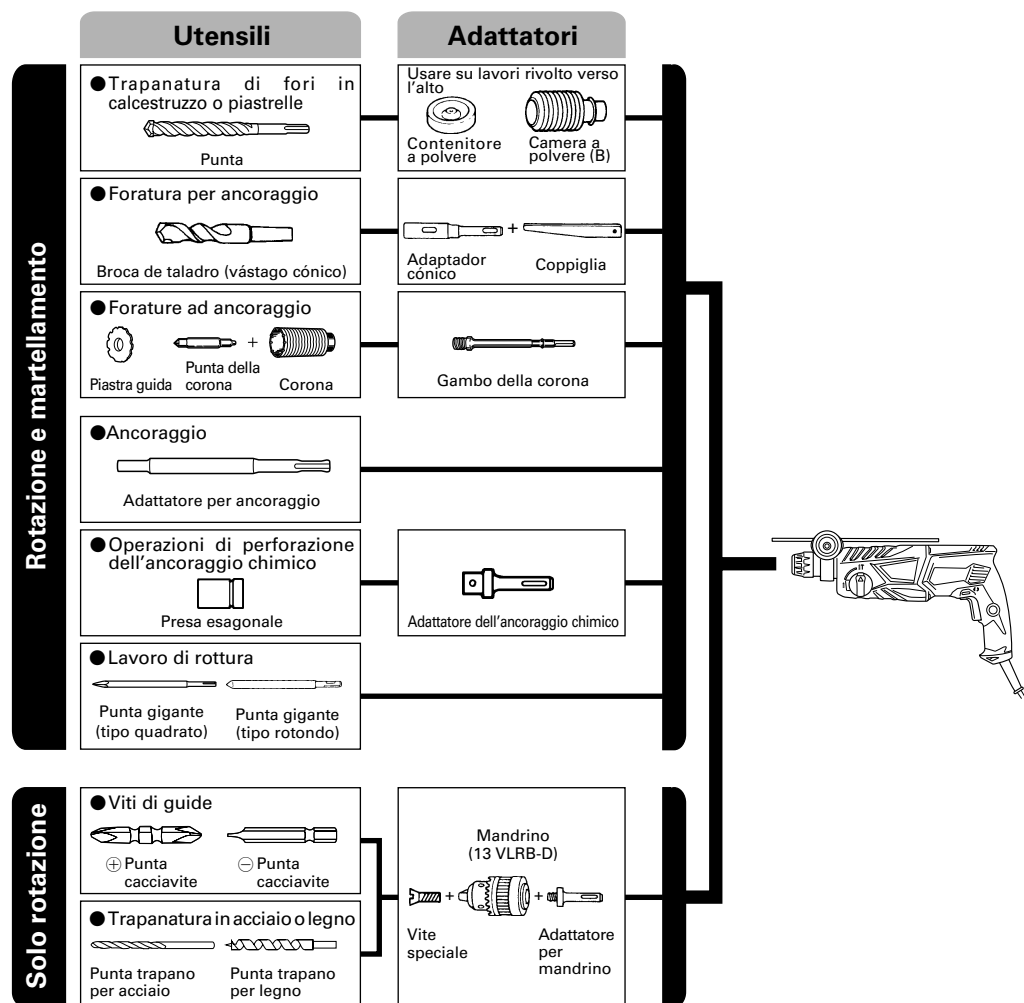 Utensili
Adattatori
Rotazione e martellamento
● Trapanatura di fori in
calcestruzzo o piastrelle
Punta
Usare su lavori rivolto verso
l'alto
Contenitore
a polvere
Camera a
polvere (B)
● Foratura per ancoraggio
Broca de taladro (vástago cónico)
+
Adaptador
cónico
Coppiglia
● Forature ad ancoraggio
+
Piastra guida
Punta della
corona
Corona
Gambo della corona
●Ancoraggio
Adattatore per ancoraggio
● Operazioni di perforazione
dell'ancoraggio chimico
Presa esagonale
Adattatore dell'ancoraggio chimico
● Lavoro di rottura
Punta gigante
(tipo quadrato)
Punta gigante
(tipo rotondo)
Solo rotazione
● Viti di guide
⊕ Punta
cacciavite
⊖ Punta
cacciavite
● Trapanatura in acciaio o legno
Punta trapano
per acciaio
Punta trapano
per legno
Mandrino
(13 VLRB-D)
+ +
Vite
speciale
Adattatore
per
mandrino